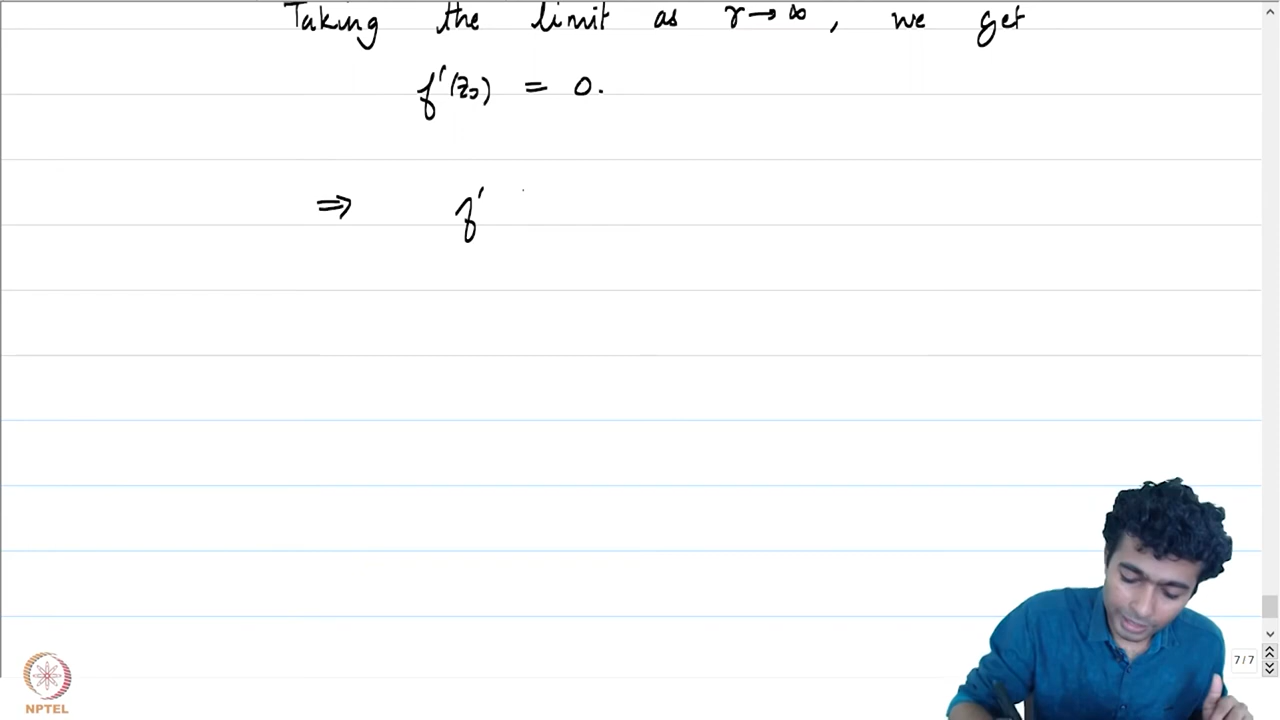 Taking the limit as r → ∞, we get
f'(z₀) = 0.
⇒ f'
7/7
NPTEL